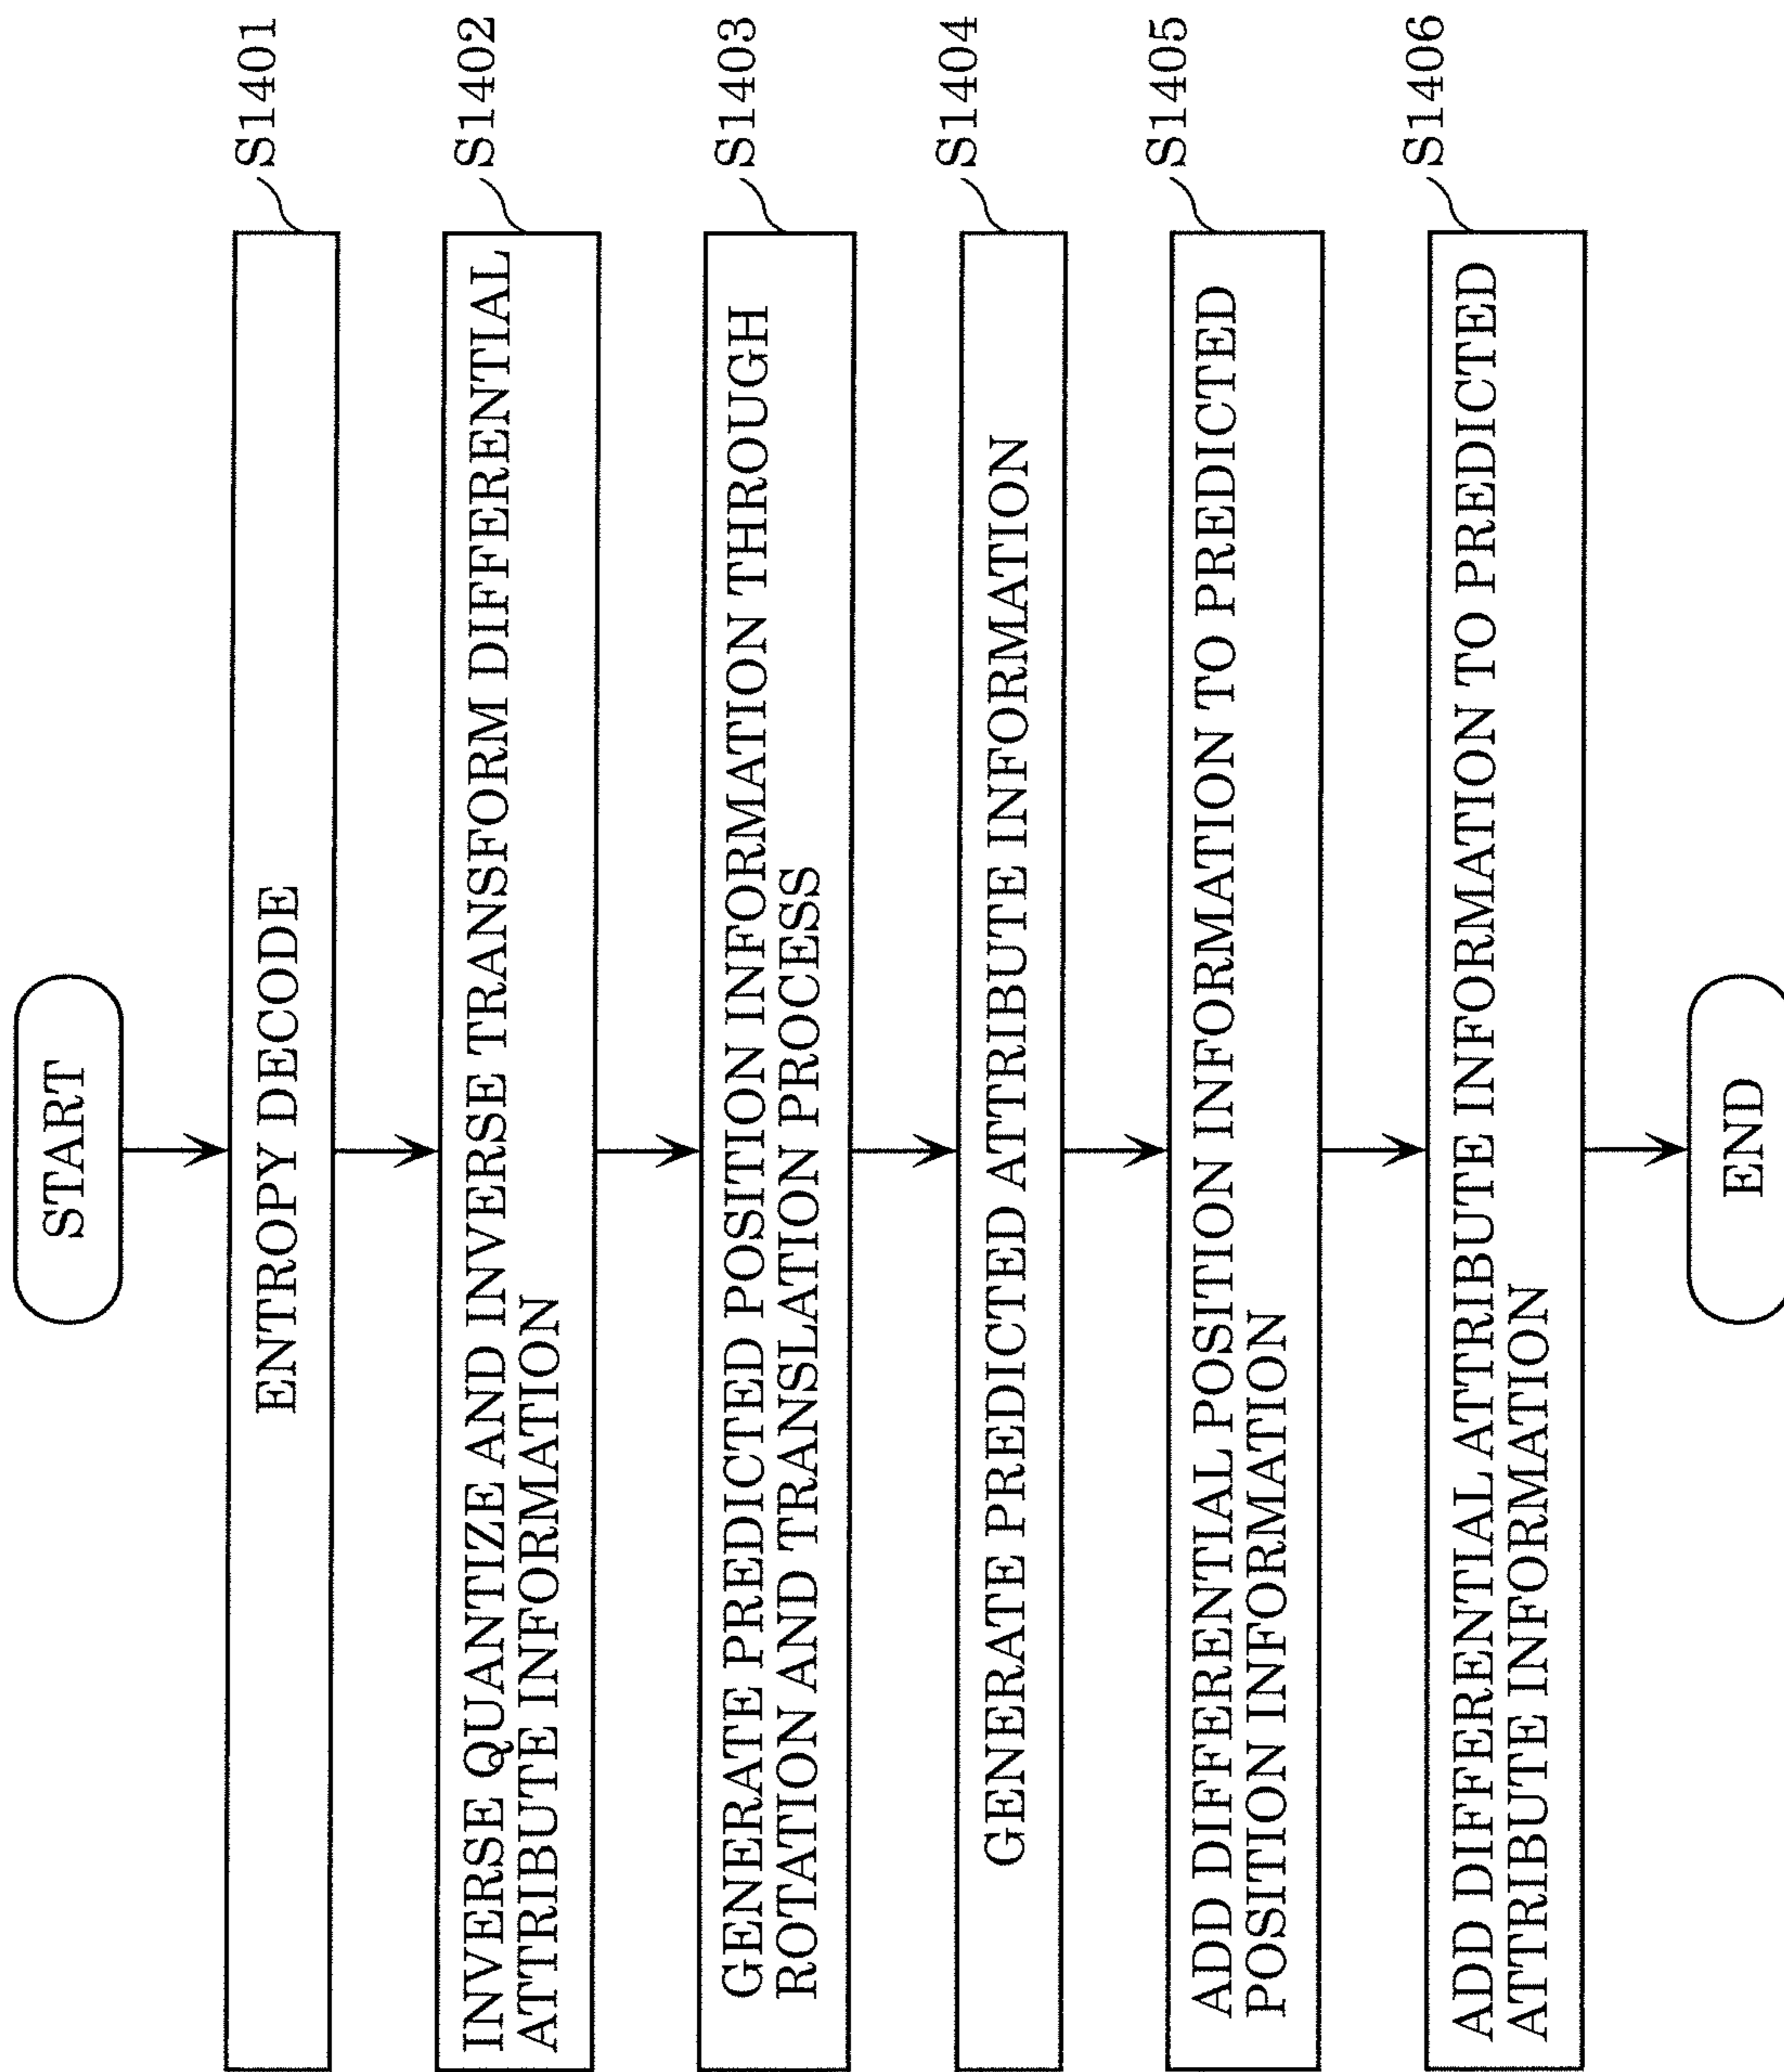 START
ENTROPY DECODE
S1401
INVERSE QUANTIZE AND INVERSE TRANSFORM DIFFERENTIAL
ATTRIBUTE INFORMATION
S1402
GENERATE PREDICTED POSITION INFORMATION THROUGH
ROTATION AND TRANSLATION PROCESS
S1403
GENERATE PREDICTED ATTRIBUTE INFORMATION
S1404
ADD DIFFERENTIAL POSITION INFORMATION TO PREDICTED
POSITION INFORMATION
S1405
ADD DIFFERENTIAL ATTRIBUTE INFORMATION TO PREDICTED
ATTRIBUTE INFORMATION
S1406
END